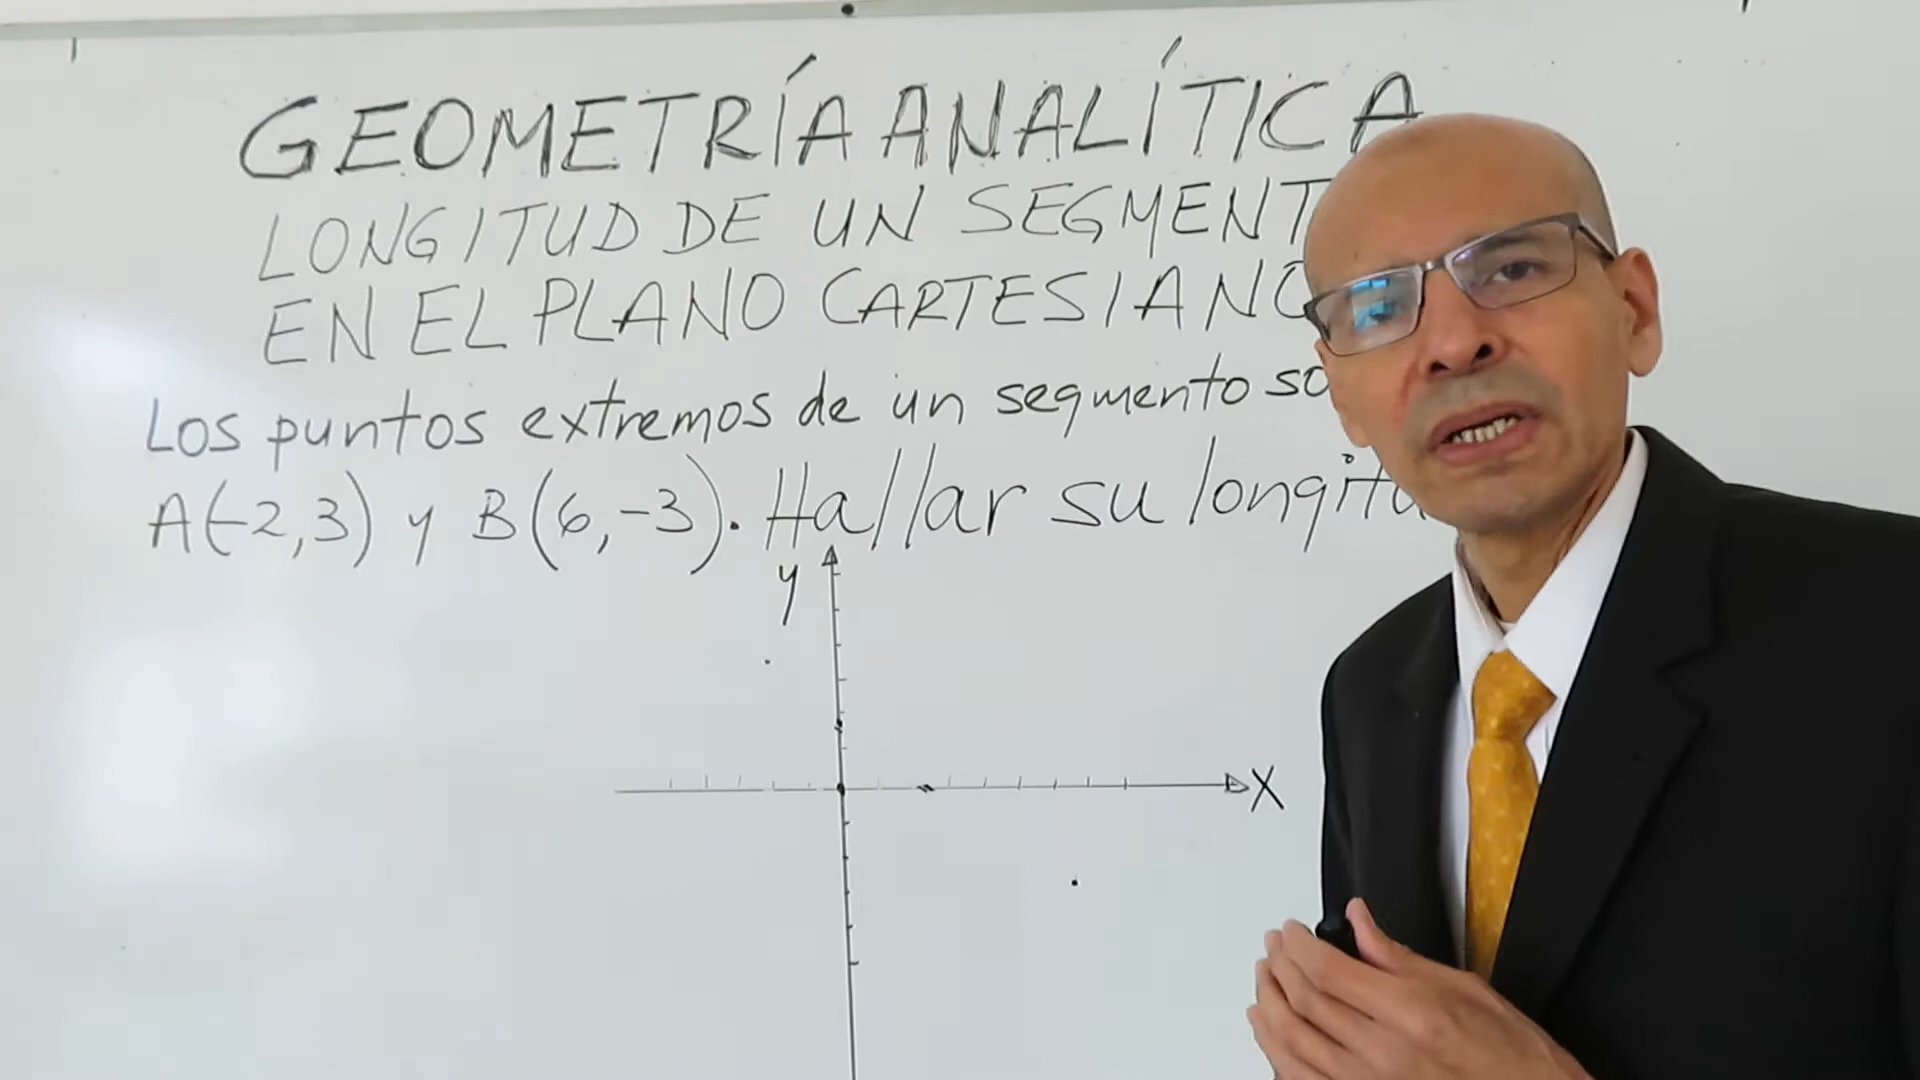 GEOMETRÍA ANALÍTICA
LONGITUD DE UN SEGMENT
EN EL PLANO CARTESIANO
Los puntos extremos de un segmento so
A(-2,3) y B(6,-3). Hallar su longitu
y
X